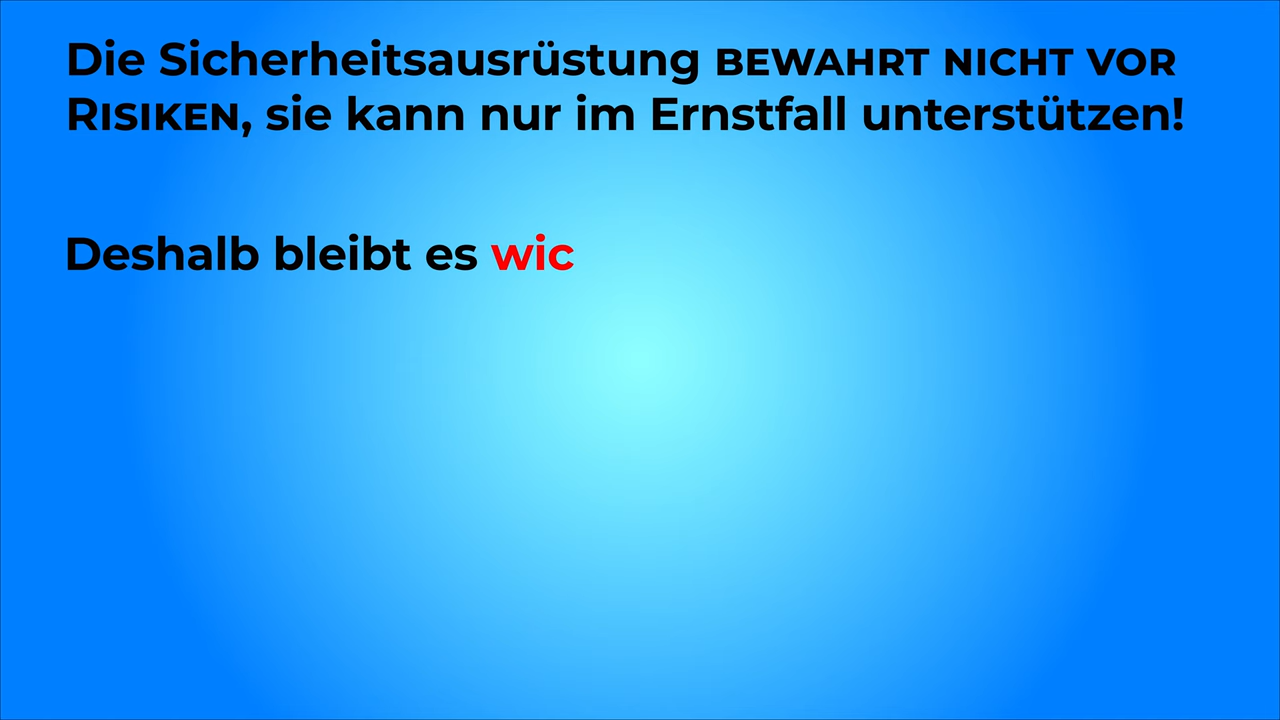 Die Sicherheitsausrüstung BEWAHRT NICHT VOR
RISIKEN, sie kann nur im Ernstfall unterstützen!
Deshalb bleibt es wic